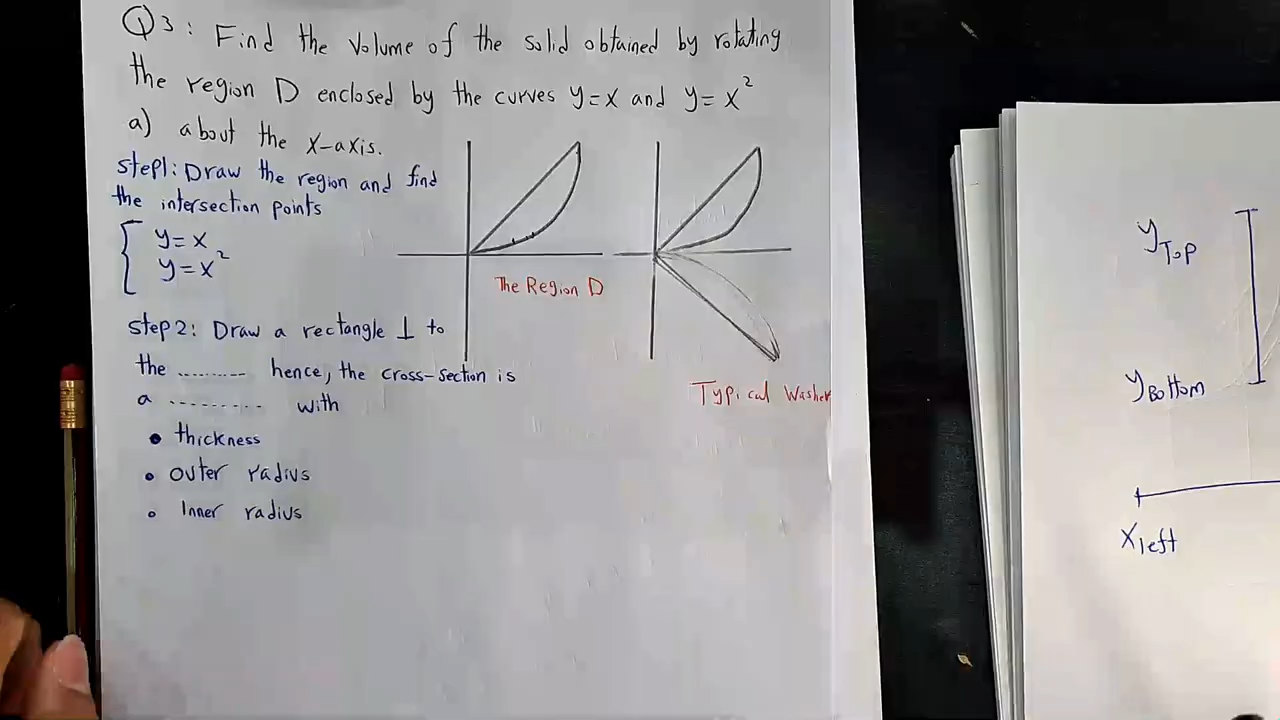 Q3: Find the volume of the solid obtained by rotating
the region D enclosed by the curves y=x and y=x²
a) about the x-axis.
step1: Draw the region and find
the intersection points
y=x
y=x²
The Region D
step2: Draw a rectangle ⊥ to
the ......... hence, the cross-section is
a .......... with
Typical Washer
• thickness
• outer radius
• Inner radius
y Top
y Bottom
x left